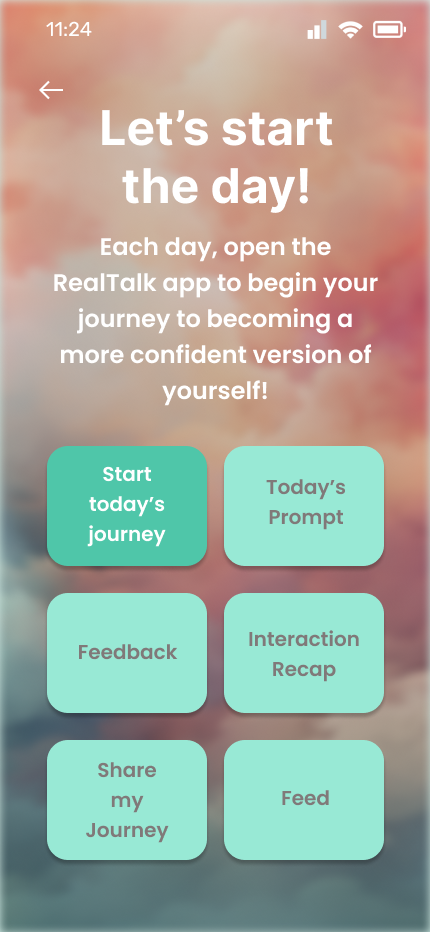 11:24
Let’s start
the day!
Each day, open the
RealTalk app to begin your
journey to becoming a
more confident version of
yourself!
Start
today’s
journey
Today’s
Prompt
Feedback
Interaction
Recap
Share
my
Journey
Feed